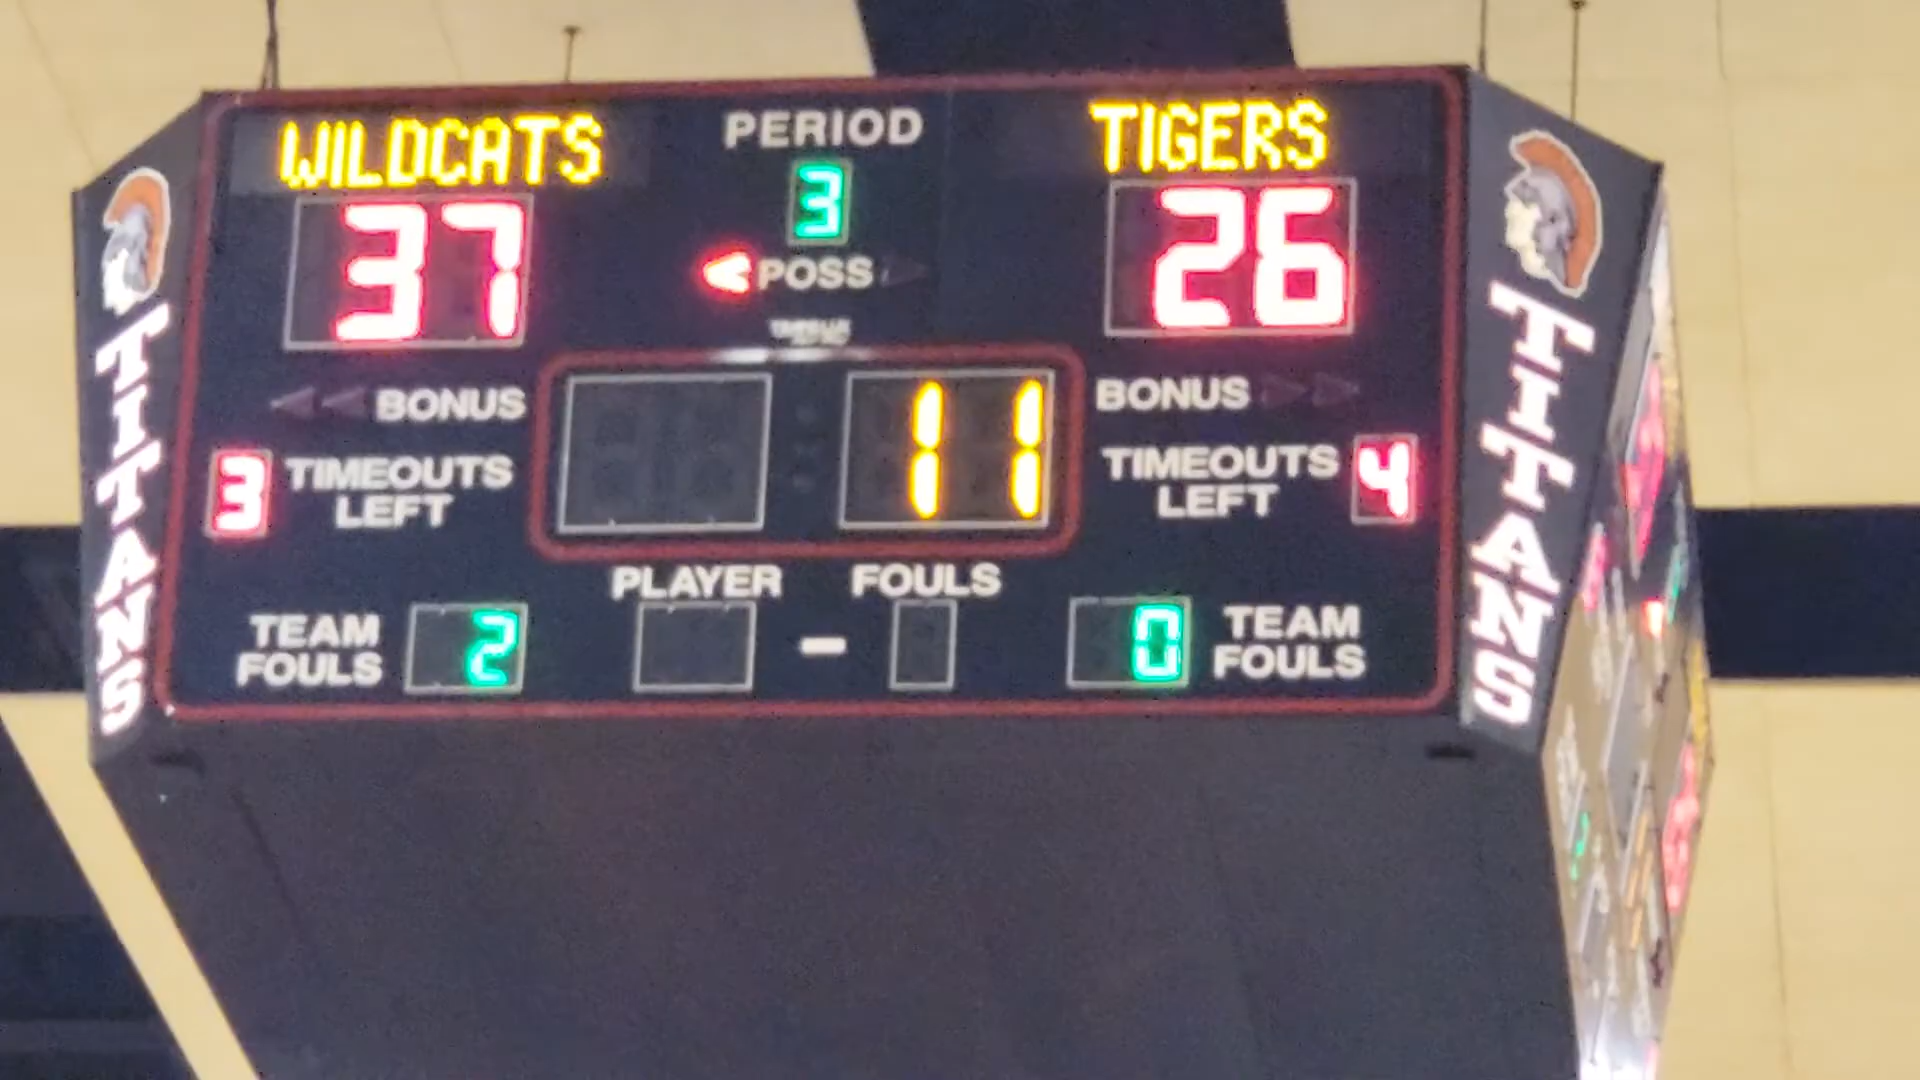 WILDCATS PERIOD TIGERS
37 3 26
POSS
BONUS 11 BONUS
3 TIMEOUTS LEFT TIMEOUTS LEFT 4
PLAYER FOULS
TEAM FOULS 2 - 0 TEAM FOULS
TITANS
TITANS